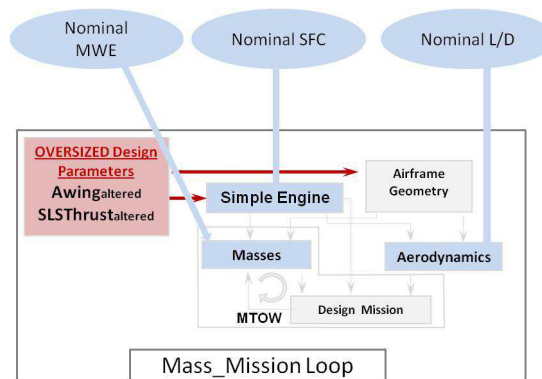 Nominal
MWE
Nominal SFC
Nominal L/D
OVERSIZED Design
Parameters
Awingaltered
SLSThrustaltered
Airframe
Geometry
Simple Engine
Masses
Aerodynamics
MTOW
Design Mission
Mass_Mission Loop